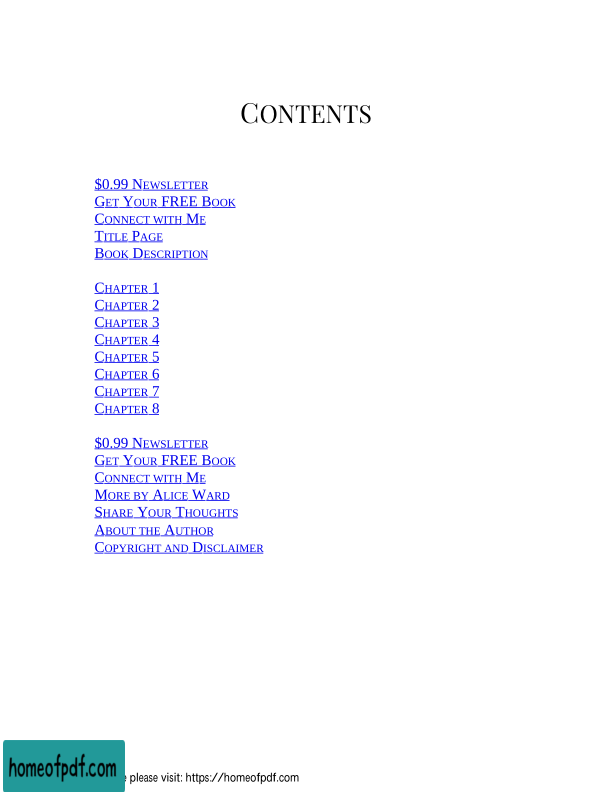 Contents
$0.99 Newsletter
Get Your FREE Book
Connect with Me
Title Page
Book Description
Chapter 1
Chapter 2
Chapter 3
Chapter 4
Chapter 5
Chapter 6
Chapter 7
Chapter 8
$0.99 Newsletter
Get Your FREE Book
Connect with Me
More by Alice Ward
Share Your Thoughts
About the Author
Copyright and Disclaimer
homeofpdf.com
please visit: https://homeofpdf.com